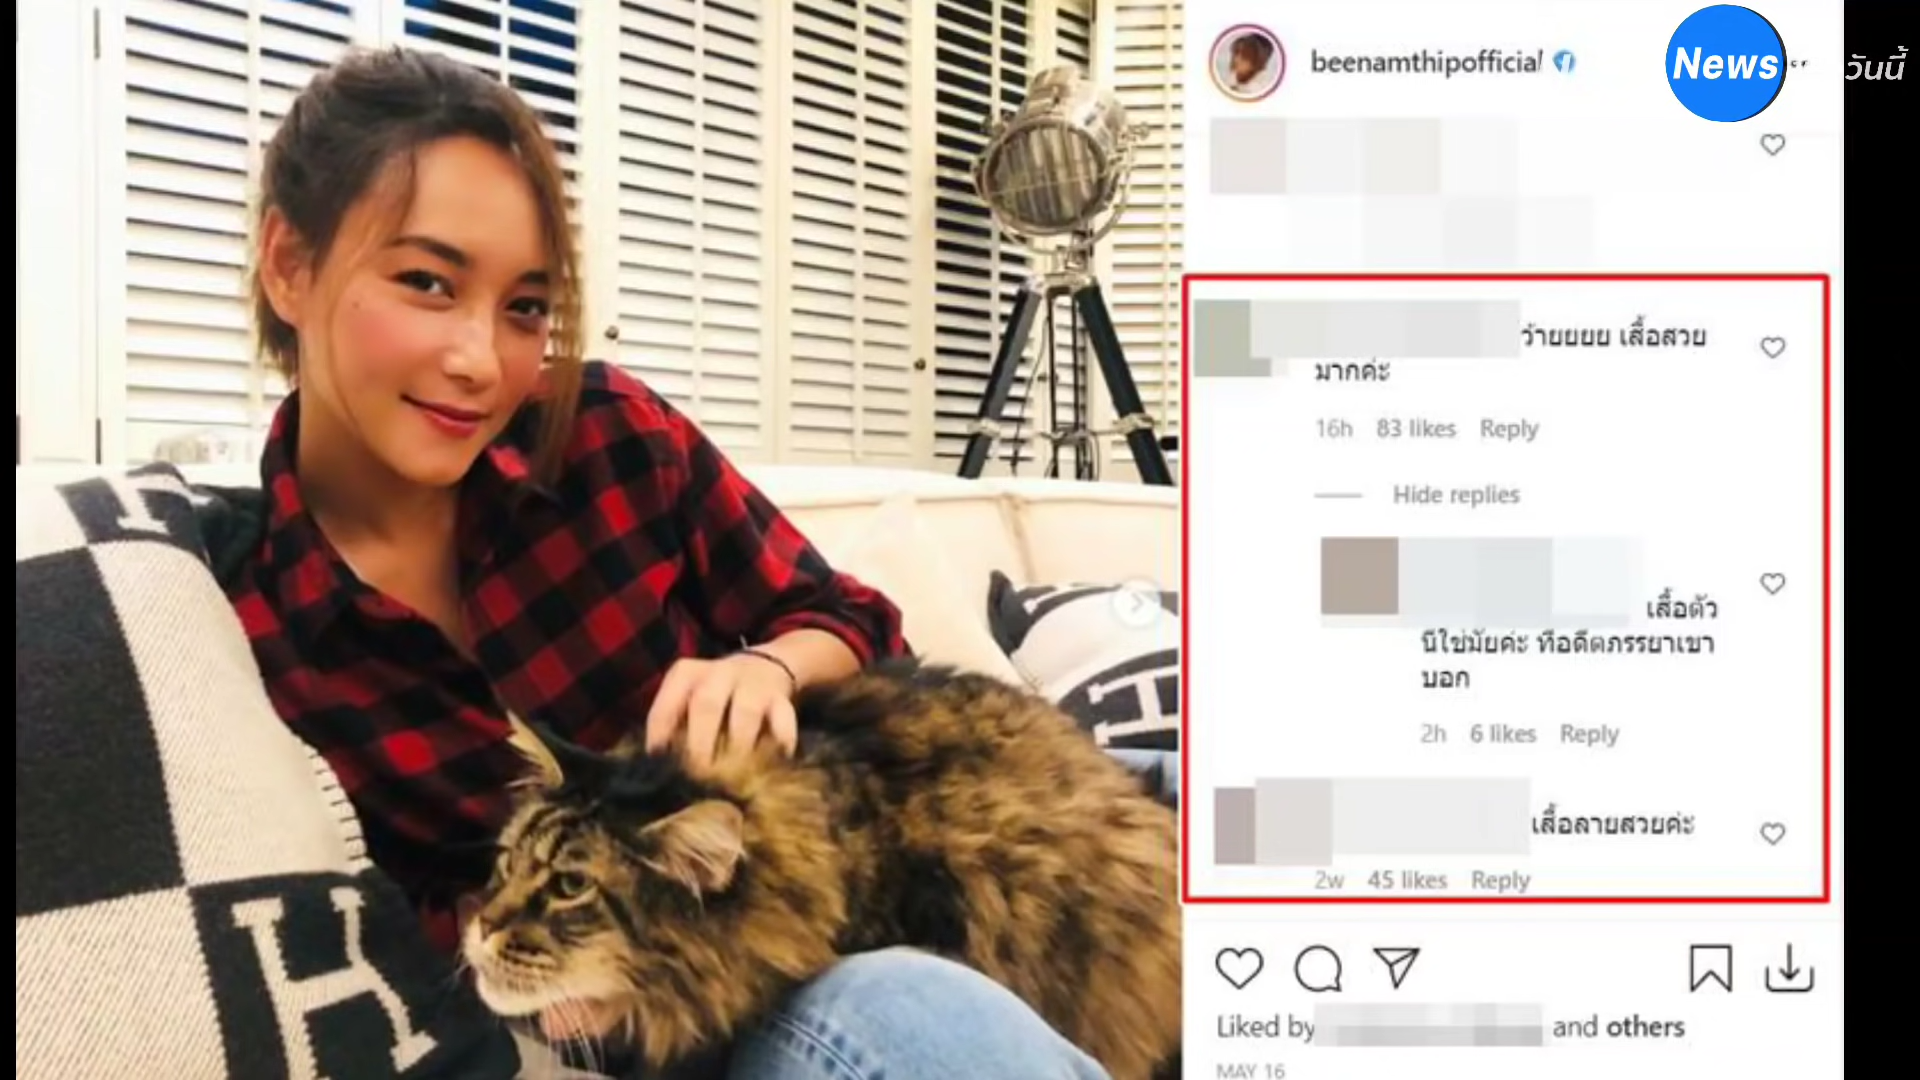 beenamthipofficial
News
วันนี้
ว้ายยยย เสื้อสวย
มากค่ะ
16h 83 likes Reply
Hide replies
เสื้อตัว
นี้ใช่มัยค่ะ ที่อดีตภรรยาเขา
บอก
2h 6 likes Reply
เสื้อลายสวยค่ะ
2w 45 likes Reply
Liked by and others
MAY 16
H
H
H